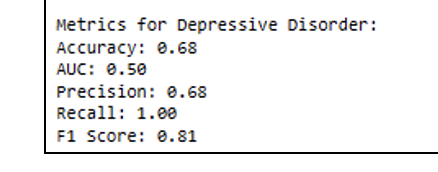 Metrics for Depressive Disorder:
Accuracy: 0.68
AUC: 0.50
Precision: 0.68
Recall: 1.00
F1 Score: 0.81